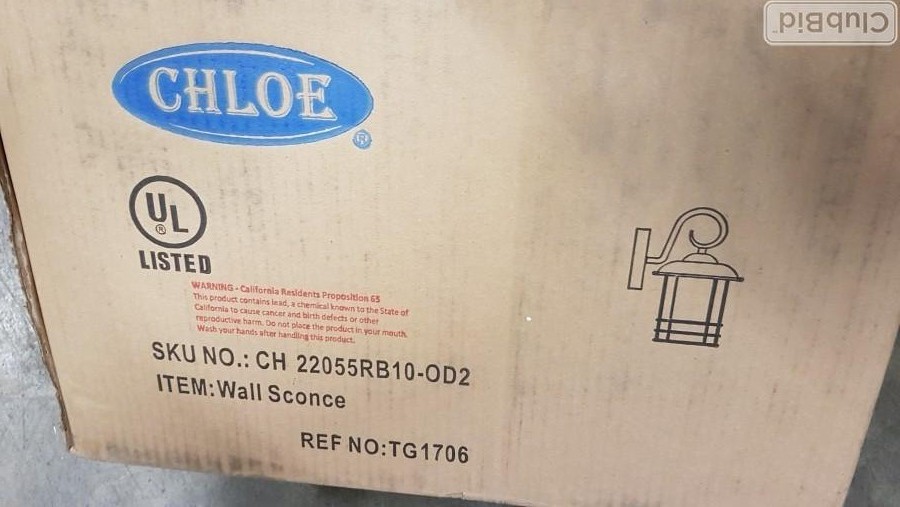 ClubBid™
CHLOE
®
UL
®
LISTED
WARNING - California Residents Proposition 65
This product contains lead, a chemical known to the State of
California to cause cancer and birth defects or other
reproductive harm. Do not place the product in your mouth.
Wash your hands after handling this product.
SKU NO.: CH 22055RB10-OD2
ITEM:Wall Sconce
REF NO:TG1706